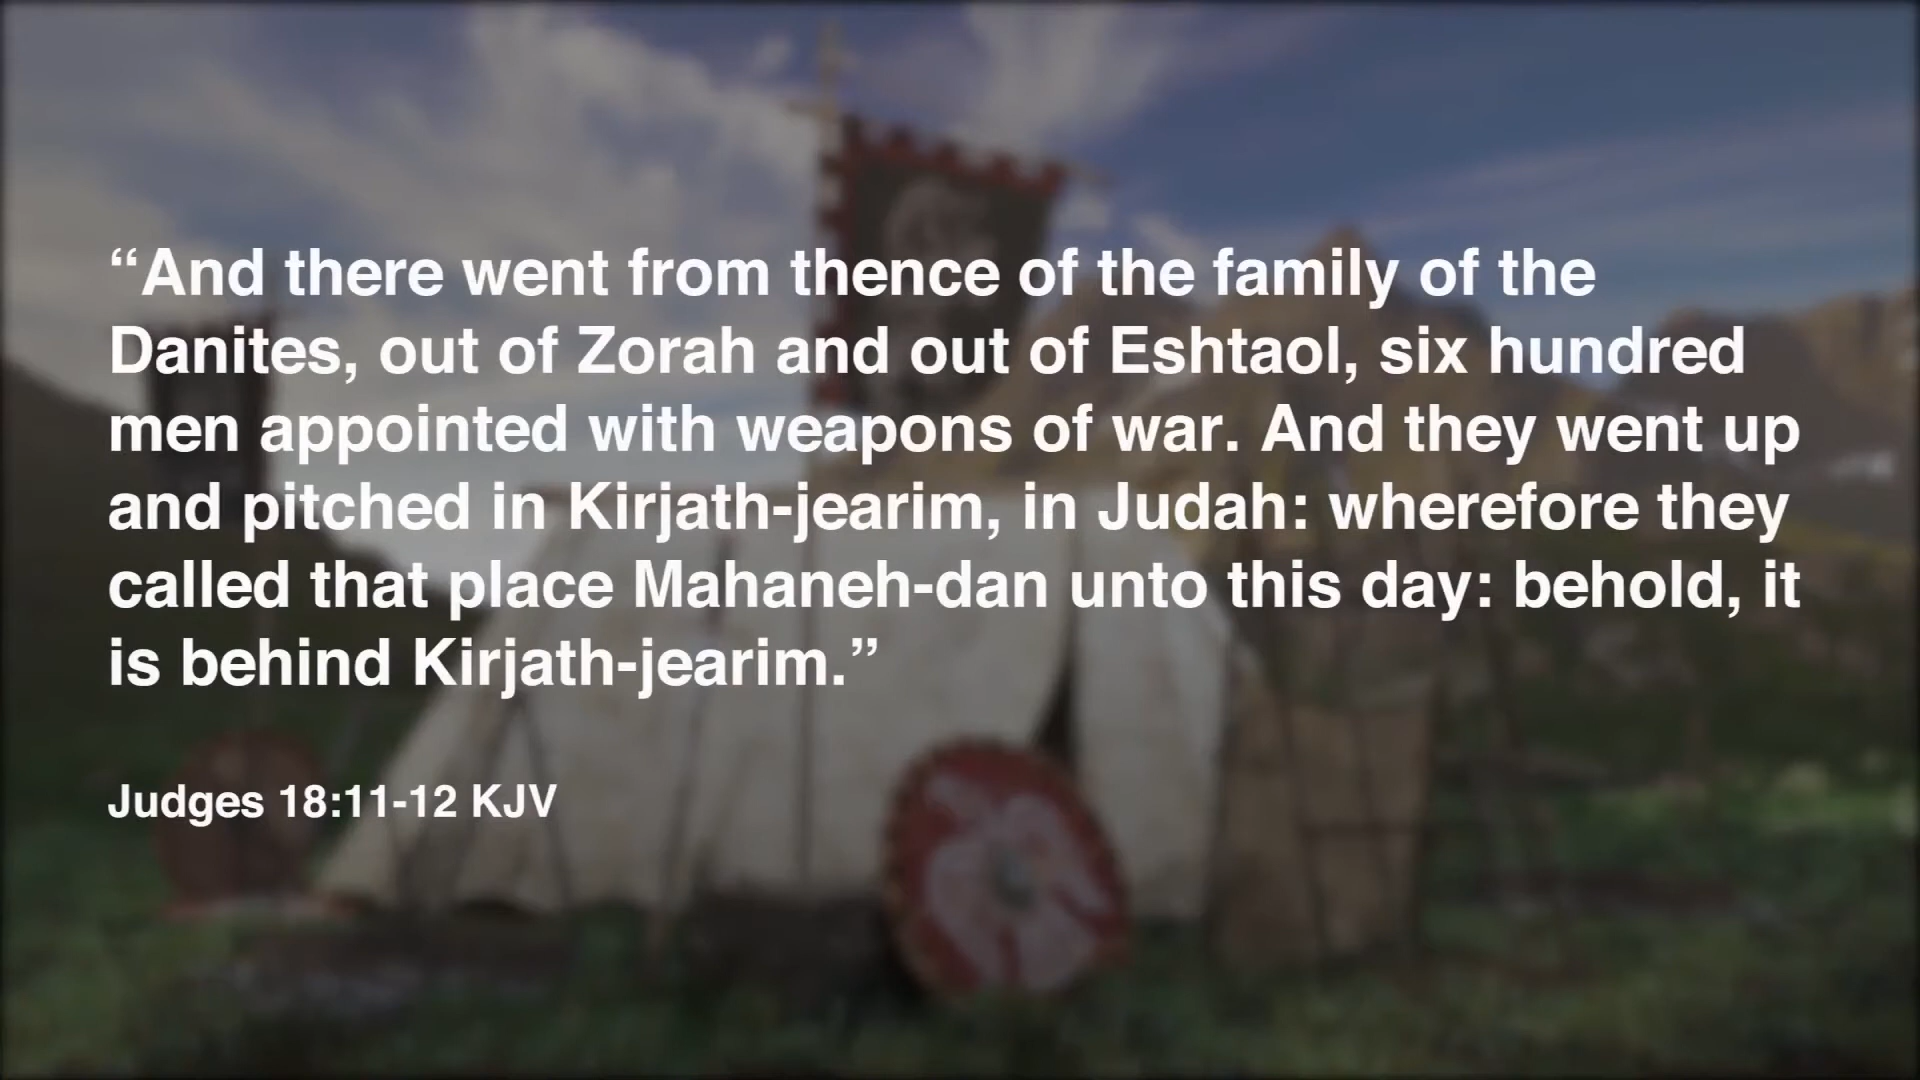 “And there went from thence of the family of the
Danites, out of Zorah and out of Eshtaol, six hundred
men appointed with weapons of war. And they went up
and pitched in Kirjath-jearim, in Judah: wherefore they
called that place Mahaneh-dan unto this day: behold, it
is behind Kirjath-jearim.”
Judges 18:11-12 KJV